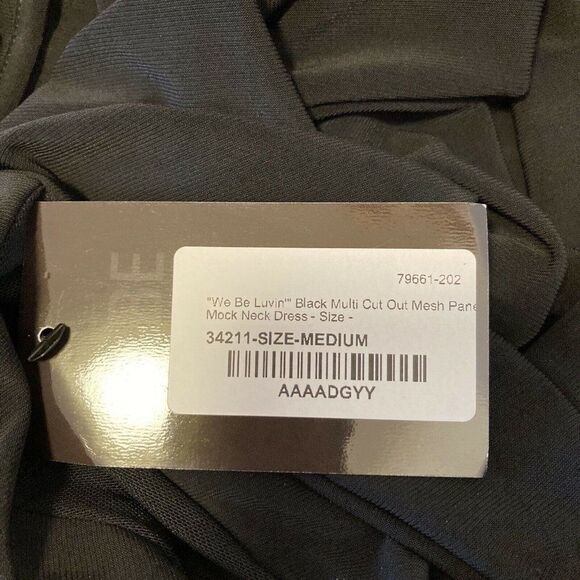 79661-202
"We Be Luvin'" Black Multi Cut Out Mesh Pane
Mock Neck Dress - Size -
34211-SIZE-MEDIUM
AAAADGYY